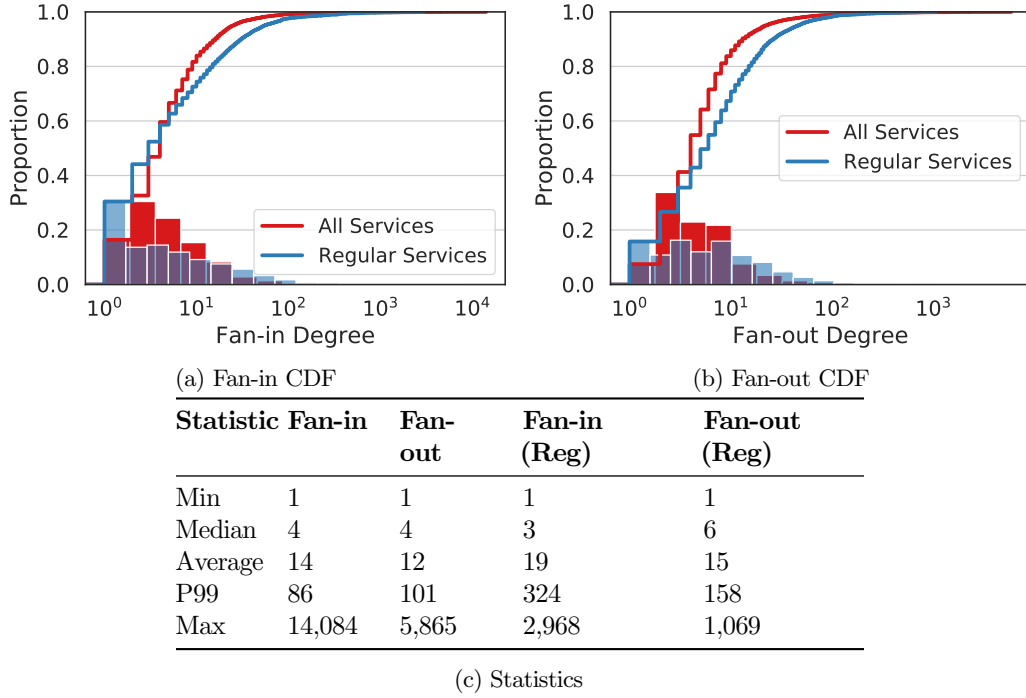 1.0
0.8
0.6
0.4
0.2
0.0
Proportion
All Services
Regular Services
10^0 10^1 10^2 10^3 10^4
Fan-in Degree
(a) Fan-in CDF
1.0
0.8
0.6
0.4
0.2
0.0
Proportion
All Services
Regular Services
10^0 10^1 10^2 10^3
Fan-out Degree
(b) Fan-out CDF
Statistic Fan-in Fan- Fan-in Fan-out
out (Reg) (Reg)
Min 1 1 1 1
Median 4 4 3 6
Average 14 12 19 15
P99 86 101 324 158
Max 14,084 5,865 2,968 1,069
(c) Statistics